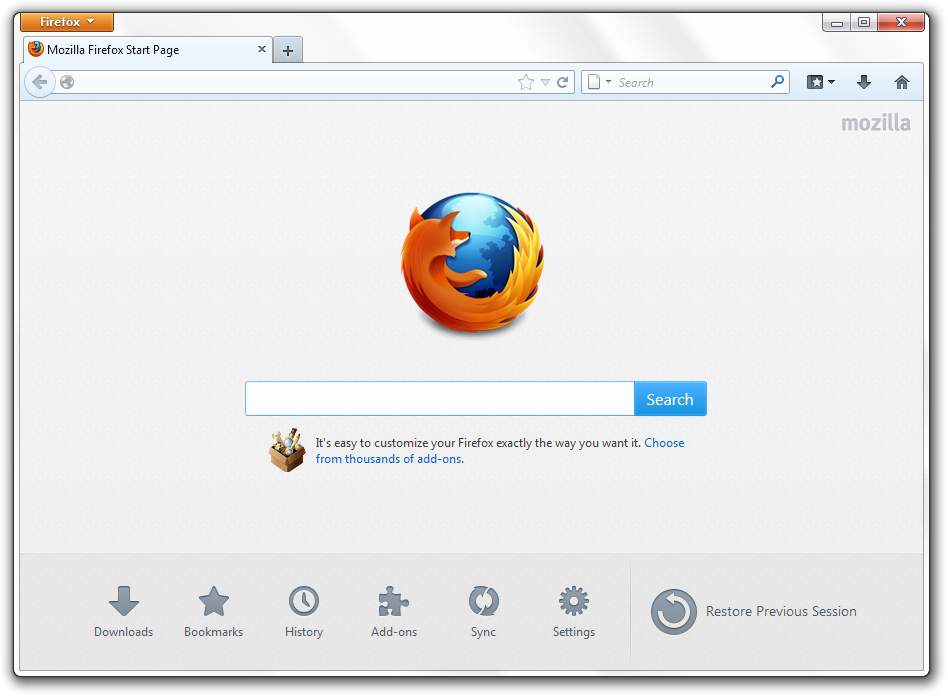 Firefox
Mozilla Firefox Start Page
Search
mozilla
Search
It's easy to customize your Firefox exactly the way you want it. Choose
from thousands of add-ons.
Downloads
Bookmarks
History
Add-ons
Sync
Settings
Restore Previous Session